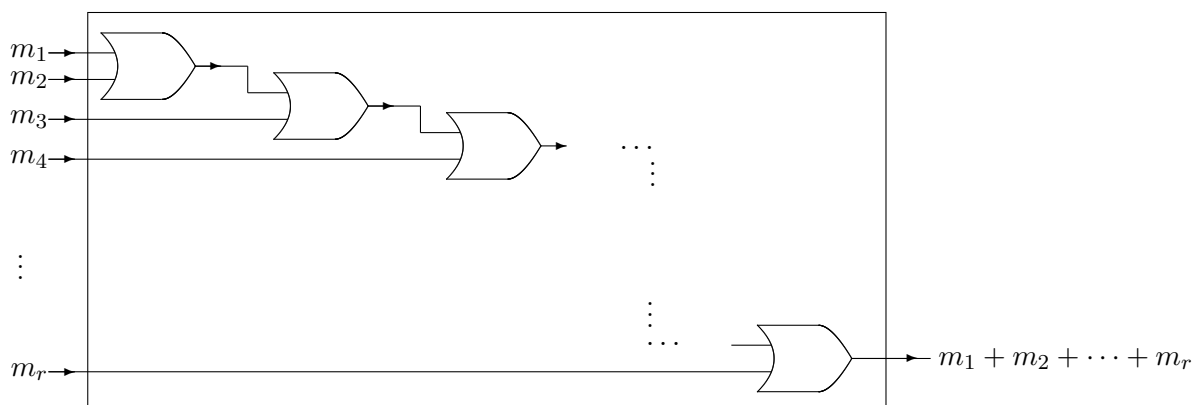 m₁
m₂
m₃
m₄
⋮
mᵣ
m₁ + m₂ + ⋯ + mᵣ